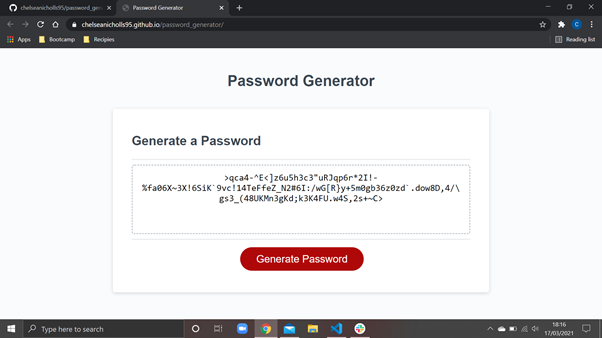 chelseanicholls95/password_gen
Password Generator
chelseanicholls95.github.io/password_generator/
Apps
Bootcamp
Recipies
Reading list
Password Generator
Generate a Password
>qca4-^E<]z6u5h3c3"uRJqp6r*2I!-
%fa06X~3X!6SiK`9vc!14TeFfeZ_N2#6I:/wG[R}y+5m0gb36z0zd`.dow8D,4/\
gs3_(48UKMn3gKd;k3K4FU.w4S,2s+~C>
Generate Password
Type here to search
18:16
17/03/2021